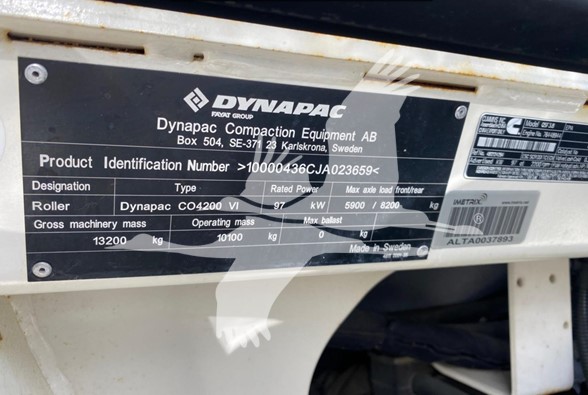 DYNAPAC
FAYAT GROUP
Dynapac Compaction Equipment AB
Box 504, SE-371 23 Karlskrona, Sweden
Product Identification Number >10000436CJA023659<
Designation Type Rated Power Max axle load front/rear
Roller Dynapac CO4200 VI 97 kW 5900 / 8200 kg
Gross machinery mass Operating mass Max ballast
13200 kg 10100 kg 0 kg
Made in Sweden
METRIX
ALTA0037893